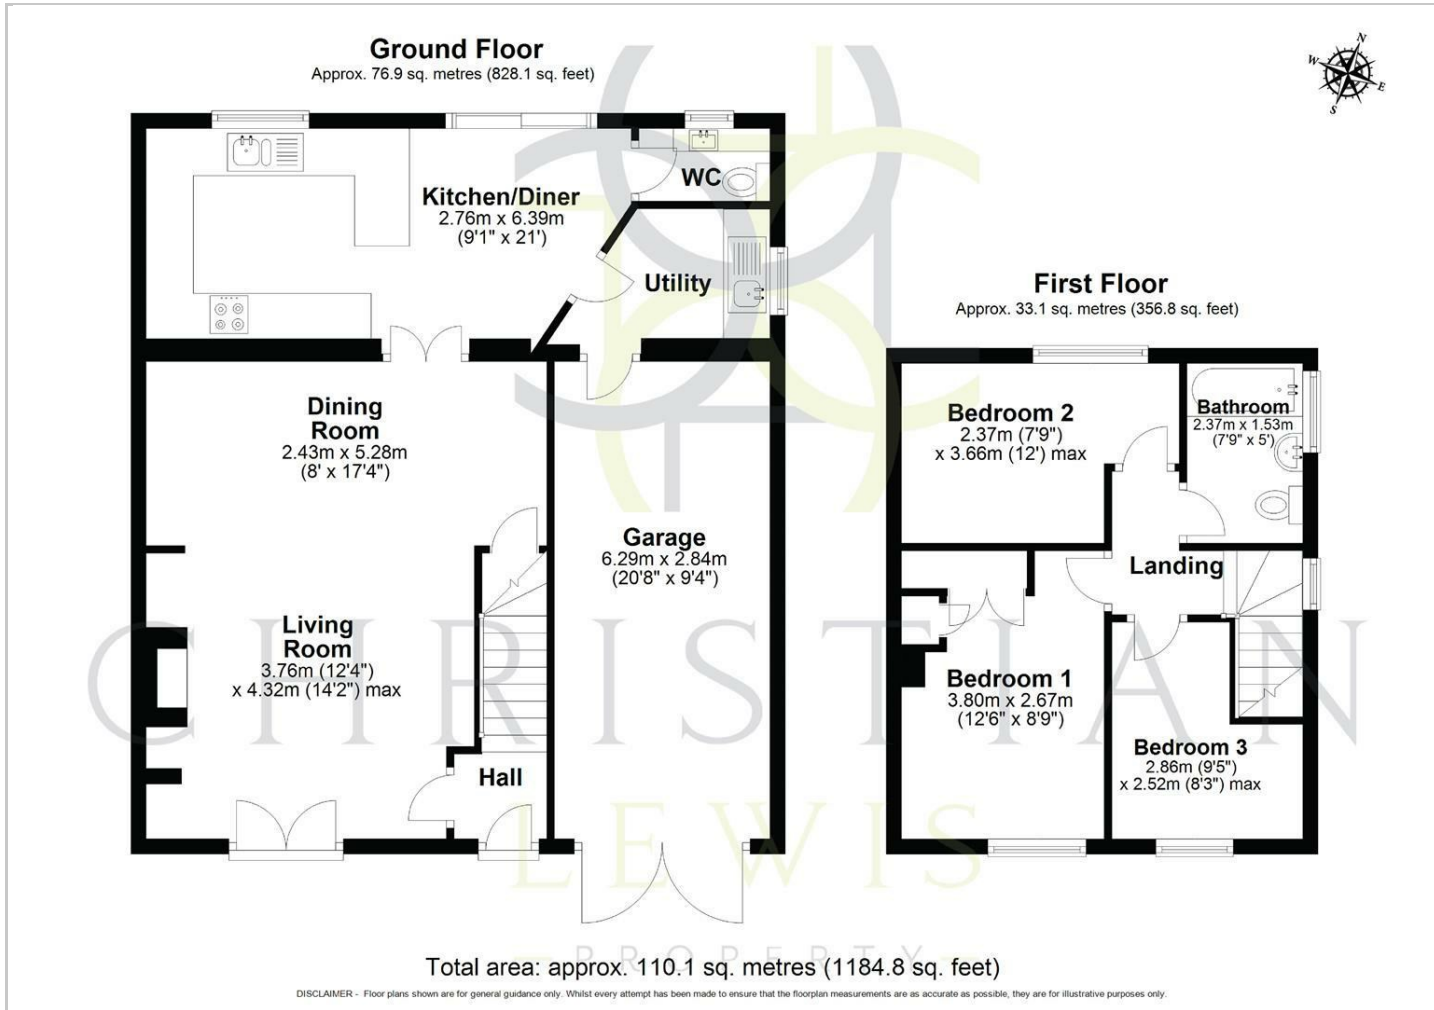 Ground Floor
Approx. 76.9 sq. metres (828.1 sq. feet)
N
W
E
S
Kitchen/Diner
2.76m x 6.39m
(9'1" x 21')
WC
Utility
Dining
Room
2.43m x 5.28m
(8' x 17'4")
Garage
6.29m x 2.84m
(20'8" x 9'4")
Living
Room
3.76m (12'4")
x 4.32m (14'2") max
Hall
First Floor
Approx. 33.1 sq. metres (356.8 sq. feet)
Bedroom 2
2.37m (7'9")
x 3.66m (12') max
Bathroom
2.37m x 1.53m
(7'9" x 5')
Landing
Bedroom 1
3.80m x 2.67m
(12'6" x 8'9")
Bedroom 3
2.86m (9'5")
x 2.52m (8'3") max
CHRISTIAN
LEWIS
PROPERTY
Total area: approx. 110.1 sq. metres (1184.8 sq. feet)
DISCLAIMER - Floor plans shown are for general guidance only. Whilst every attempt has been made to ensure that the floorplan measurements are as accurate as possible, they are for illustrative purposes only.